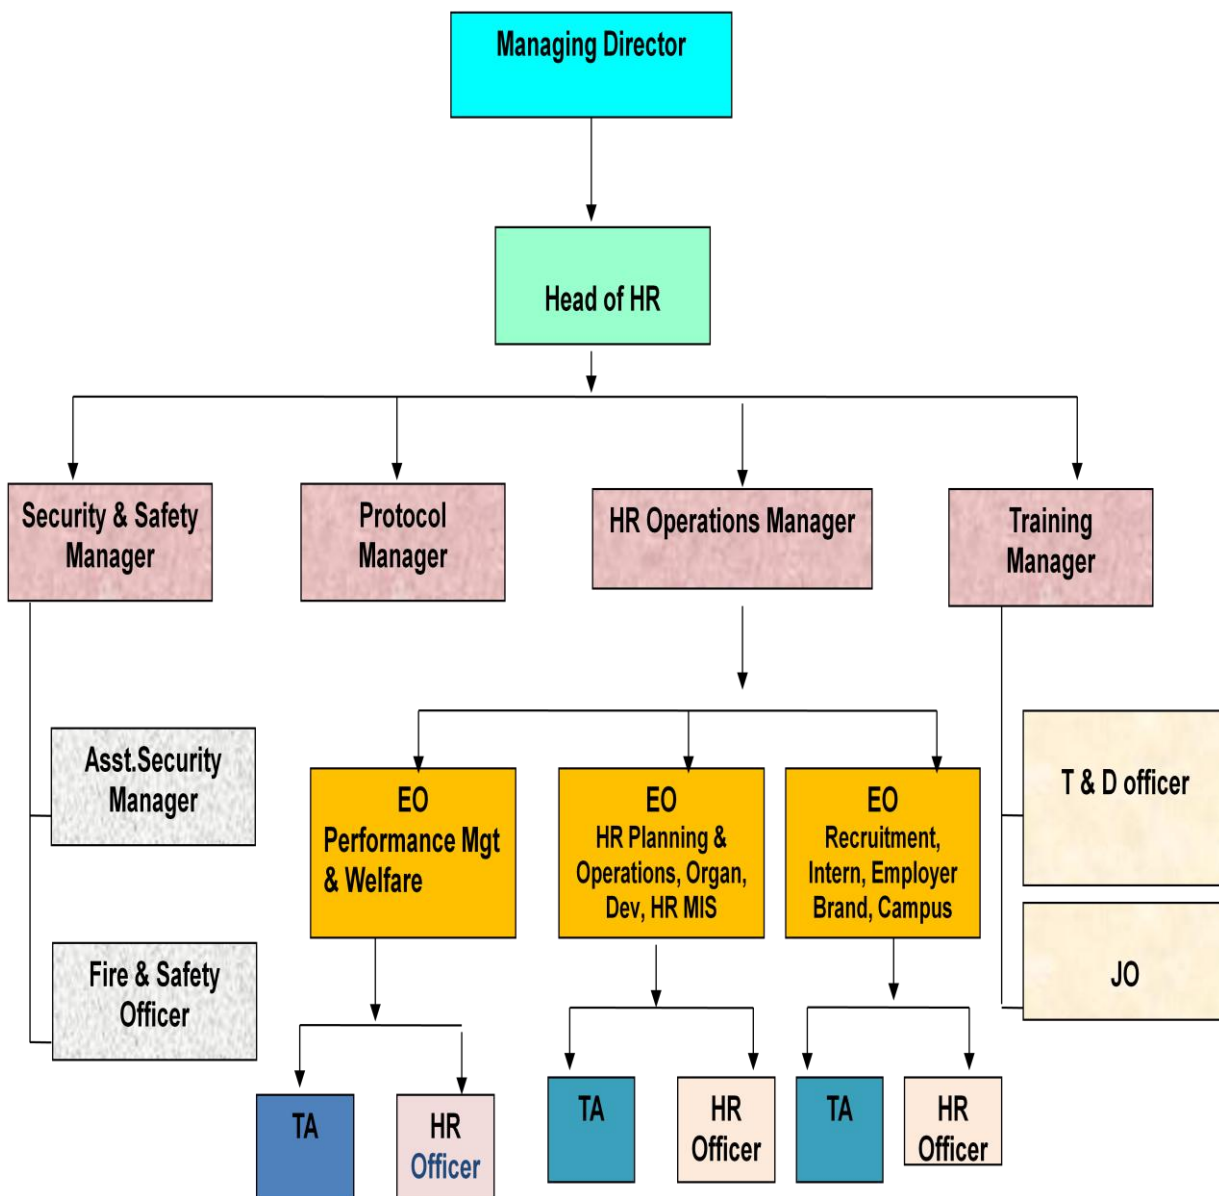 Managing Director
Head of HR
Security & Safety
Manager
Protocol
Manager
HR Operations Manager
Training
Manager
Asst.Security
Manager
Fire & Safety
Officer
EO
Performance Mgt
& Welfare
EO
HR Planning &
Operations, Organ,
Dev, HR MIS
EO
Recruitment,
Intern, Employer
Brand, Campus
T & D officer
JO
TA
HR
Officer
TA
HR
Officer
TA
HR
Officer